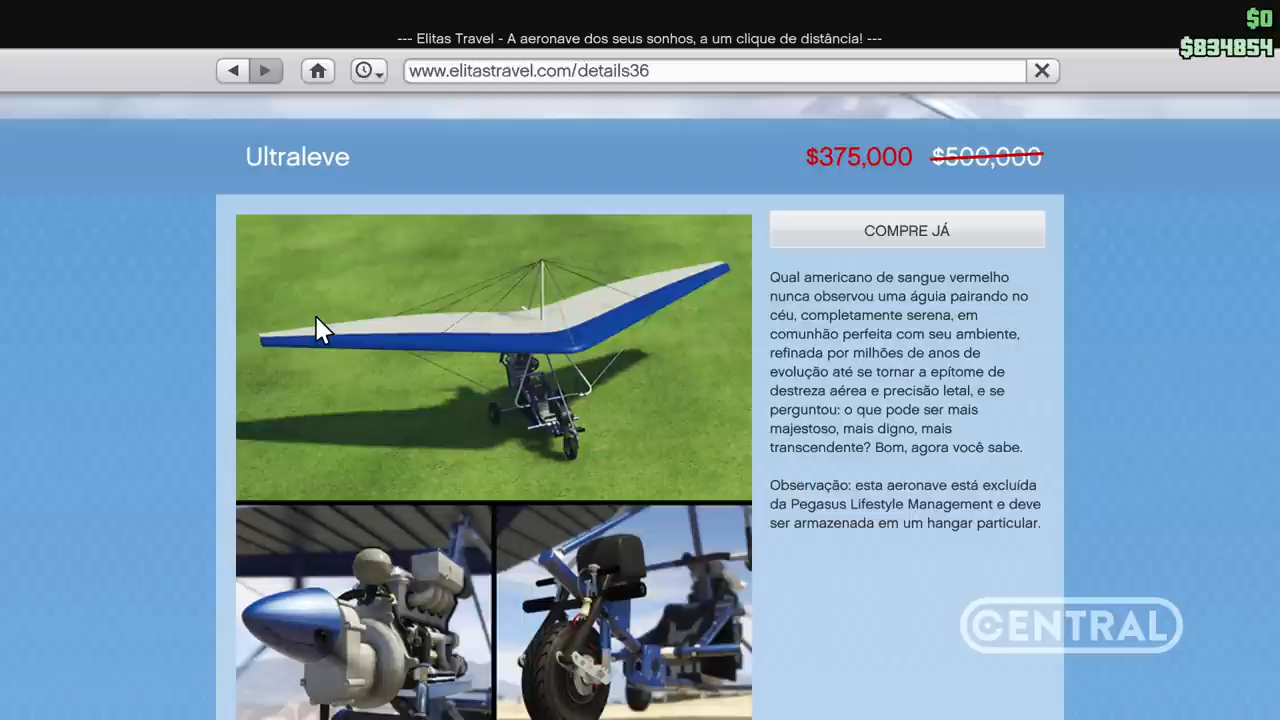 $0
--- Elitas Travel - A aeronave dos seus sonhos, a um clique de distância! ---
$834854
www.elitastravel.com/details36
Ultraleve
$375,000 $500,000
COMPRE JÁ
Qual americano de sangue vermelho
nunca observou uma águia pairando no
céu, completamente serena, em
comunhão perfeita com seu ambiente,
refinada por milhões de anos de
evolução até se tornar a epítome de
destreza aérea e precisão letal, e se
perguntou: o que pode ser mais
majestoso, mais digno, mais
transcendente? Bom, agora você sabe.
Observação: esta aeronave está excluída
da Pegasus Lifestyle Management e deve
ser armazenada em um hangar particular.
CENTRAL